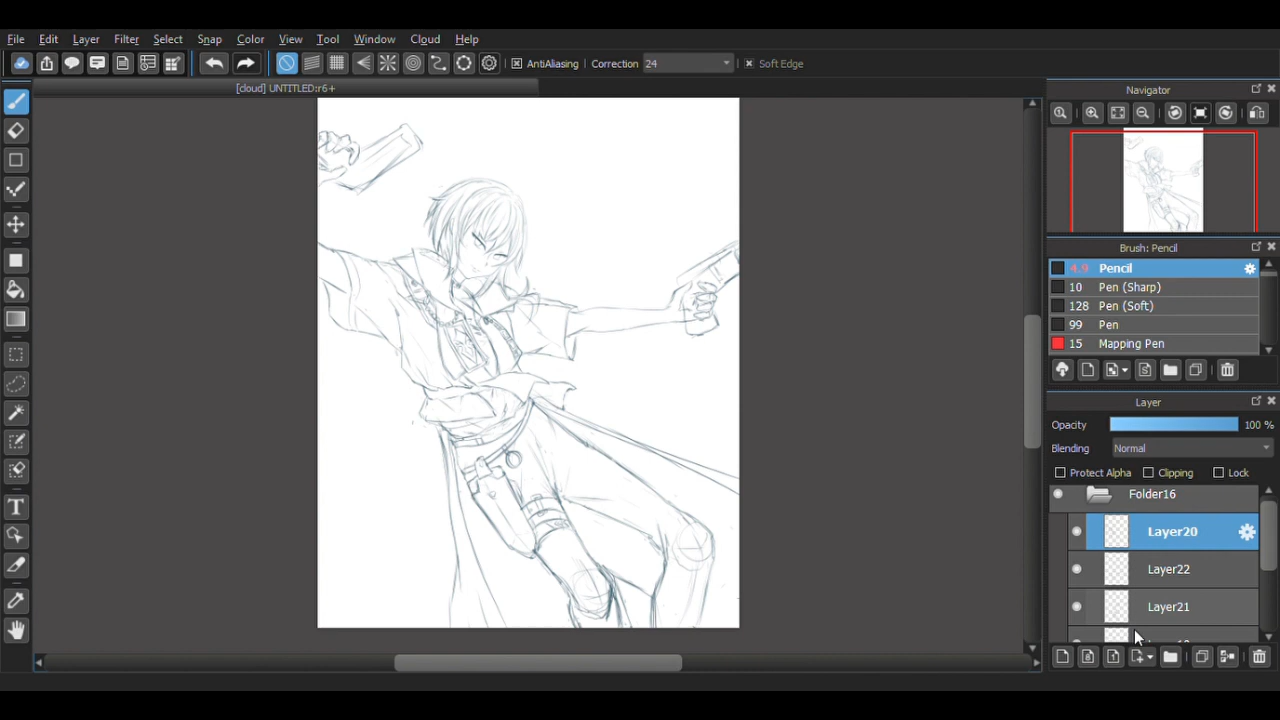 File Edit Layer Filter Select Snap Color View Tool Window Cloud Help
AntiAliasing Correction 24 Soft Edge
[cloud] UNTITLED:r6+
Navigator
Brush: Pencil
4.9 Pencil
10 Pen (Sharp)
128 Pen (Soft)
99 Pen
15 Mapping Pen
Layer
Opacity 100 %
Blending Normal
Protect Alpha Clipping Lock
Folder16
Layer20
Layer22
Layer21